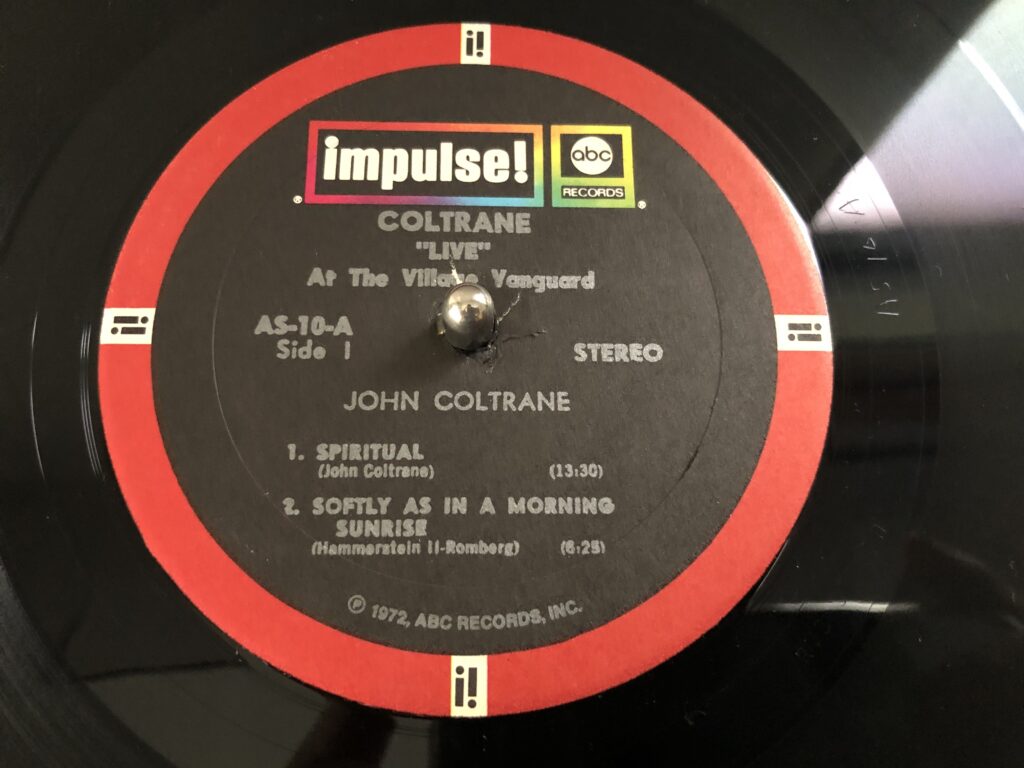 i!
impulse!
abc
RECORDS
®
®
COLTRANE
"LIVE"
At The Village Vanguard
AS-10-A
Side 1
STEREO
i!
i!
JOHN COLTRANE
1. SPIRITUAL
(John Coltrane) (13:30)
2. SOFTLY AS IN A MORNING
SUNRISE
(Hammerstein II-Romberg) (6:25)
℗ 1972, ABC RECORDS, INC.
i!